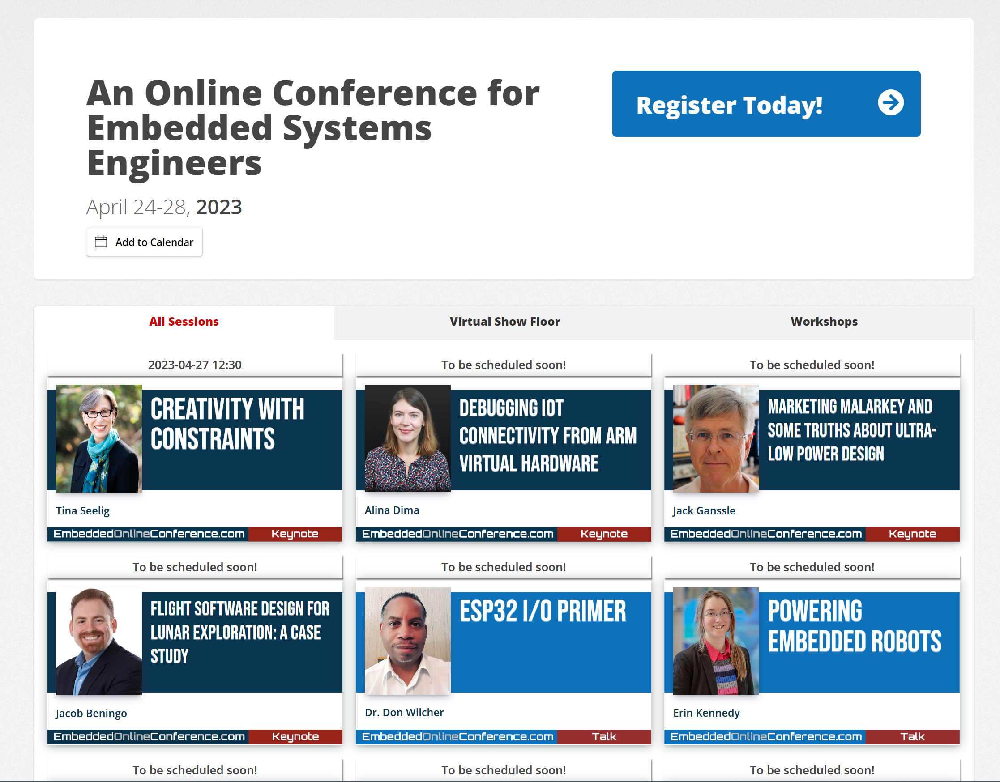 An Online Conference for
Embedded Systems
Engineers
April 24-28, 2023
Add to Calendar
Register Today!
All Sessions
Virtual Show Floor
Workshops
2023-04-27 12:30
CREATIVITY WITH
CONSTRAINTS
Tina Seelig
EmbeddedOnlineConference.com Keynote
To be scheduled soon!
DEBUGGING IOT
CONNECTIVITY FROM ARM
VIRTUAL HARDWARE
Alina Dima
EmbeddedOnlineConference.com Keynote
To be scheduled soon!
MARKETING MALARKEY AND
SOME TRUTHS ABOUT ULTRA-
LOW POWER DESIGN
Jack Ganssle
EmbeddedOnlineConference.com Keynote
To be scheduled soon!
FLIGHT SOFTWARE DESIGN FOR
LUNAR EXPLORATION: A CASE
STUDY
Jacob Beningo
EmbeddedOnlineConference.com Keynote
To be scheduled soon!
ESP32 I/O PRIMER
Dr. Don Wilcher
EmbeddedOnlineConference.com Talk
To be scheduled soon!
POWERING
EMBEDDED ROBOTS
Erin Kennedy
EmbeddedOnlineConference.com Talk
To be scheduled soon!
To be scheduled soon!
To be scheduled soon!